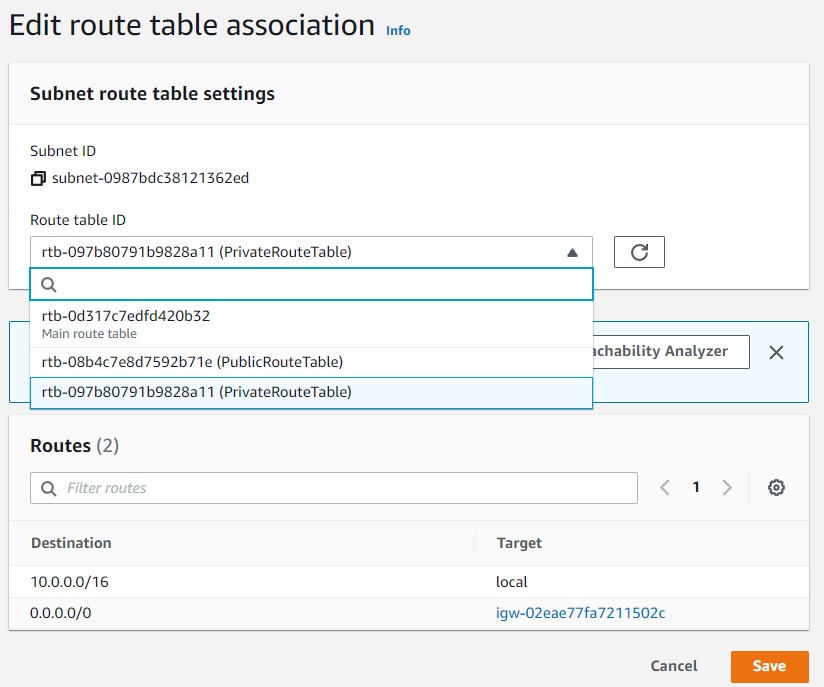 Edit route table association Info
Subnet route table settings
Subnet ID
subnet-0987bdc38121362ed
Route table ID
rtb-097b80791b9828a11 (PrivateRouteTable)
rtb-0d317c7edfd420b32
Main route table
rtb-08b4c7e8d7592b71e (PublicRouteTable)
achability Analyzer
rtb-097b80791b9828a11 (PrivateRouteTable)
Routes (2)
Filter routes
1
Destination Target
10.0.0.0/16 local
0.0.0.0/0 igw-02eae77fa7211502c
Cancel Save